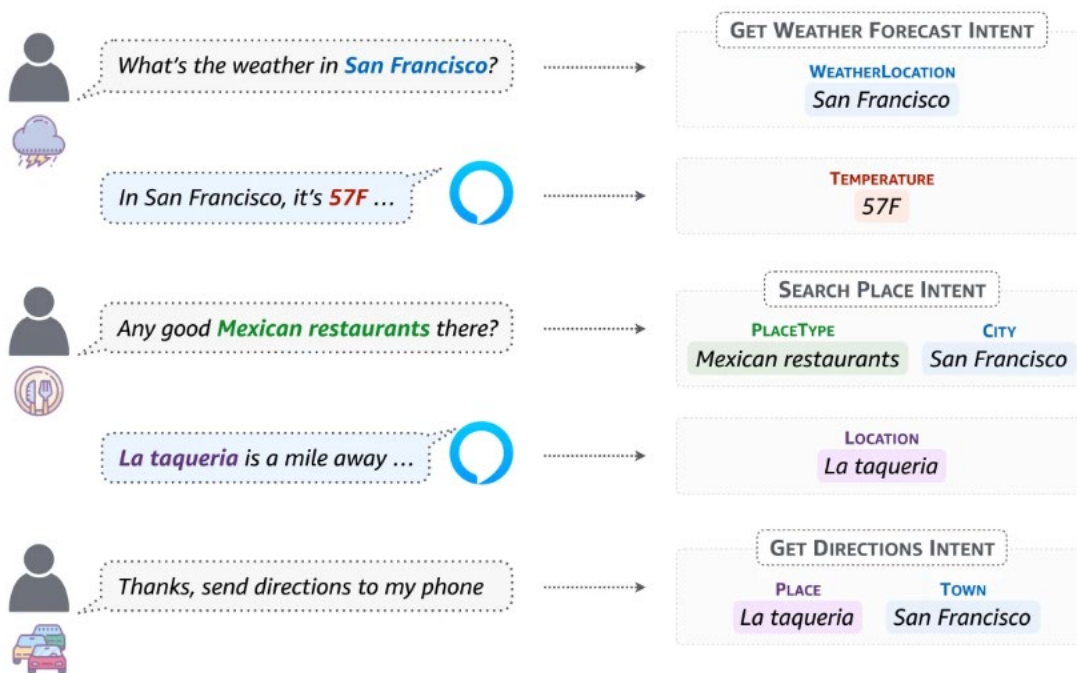 GET WEATHER FORECAST INTENT
What's the weather in San Francisco?
WEATHERLOCATION
San Francisco
In San Francisco, it's 57F ...
TEMPERATURE
57F
SEARCH PLACE INTENT
Any good Mexican restaurants there?
PLACETYPE CITY
Mexican restaurants San Francisco
La taqueria is a mile away ...
LOCATION
La taqueria
GET DIRECTIONS INTENT
Thanks, send directions to my phone
PLACE TOWN
La taqueria San Francisco